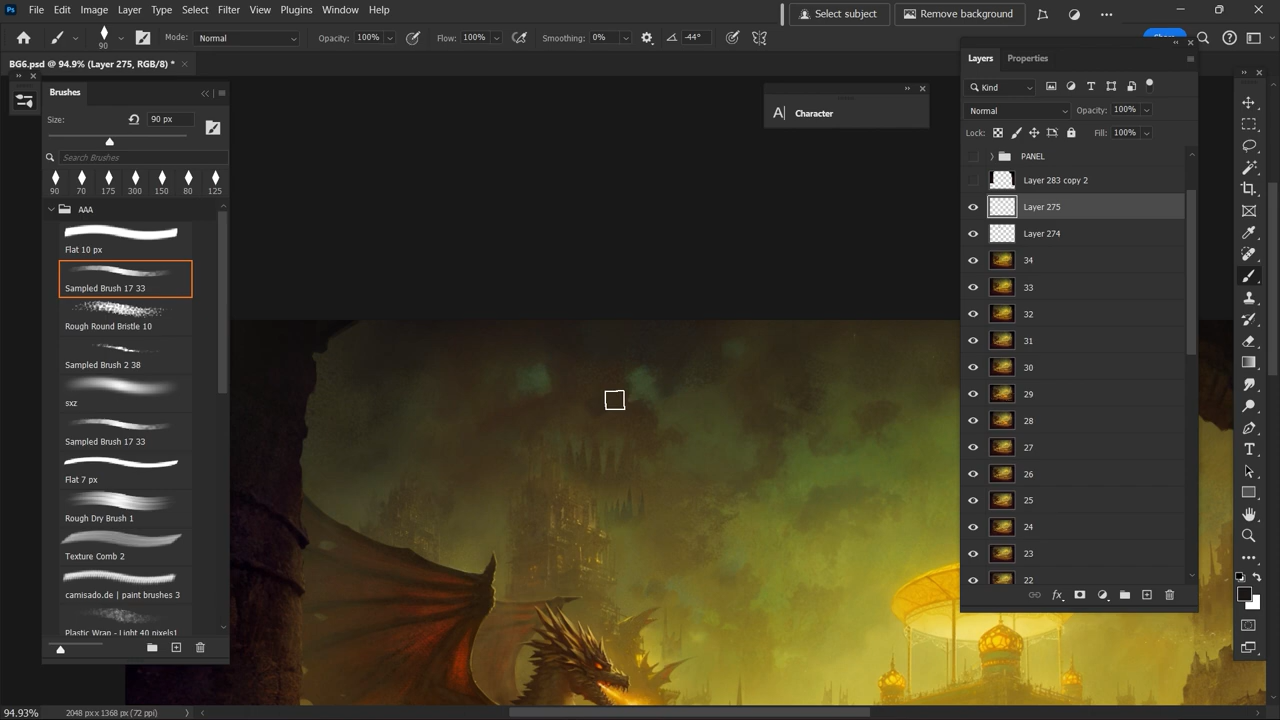 Ps File Edit Image Layer Type Select Filter View Plugins Window Help
Select subject Remove background
90 Mode: Normal Opacity: 100% Flow: 100% Smoothing: 0% -44°
BG6.psd @ 94.9% (Layer 275, RGB/8) *
Brushes
Size: 90 px
Search Brushes
90 70 175 300 150 80 125
AAA
Flat 10 px
Sampled Brush 17 33
Rough Round Bristle 10
Sampled Brush 2 38
sxz
Sampled Brush 17 33
Flat 7 px
Rough Dry Brush 1
Texture Comb 2
camisado.de | paint brushes 3
Plastic Wrap - Light 40 pixels1
A| Character
Layers Properties
Kind
Normal Opacity: 100%
Lock: Fill: 100%
PANEL
Layer 283 copy 2
Layer 275
Layer 274
34
33
32
31
30
29
28
27
26
25
24
23
22
fx
94.93% 2048 px x 1368 px (72 ppi)